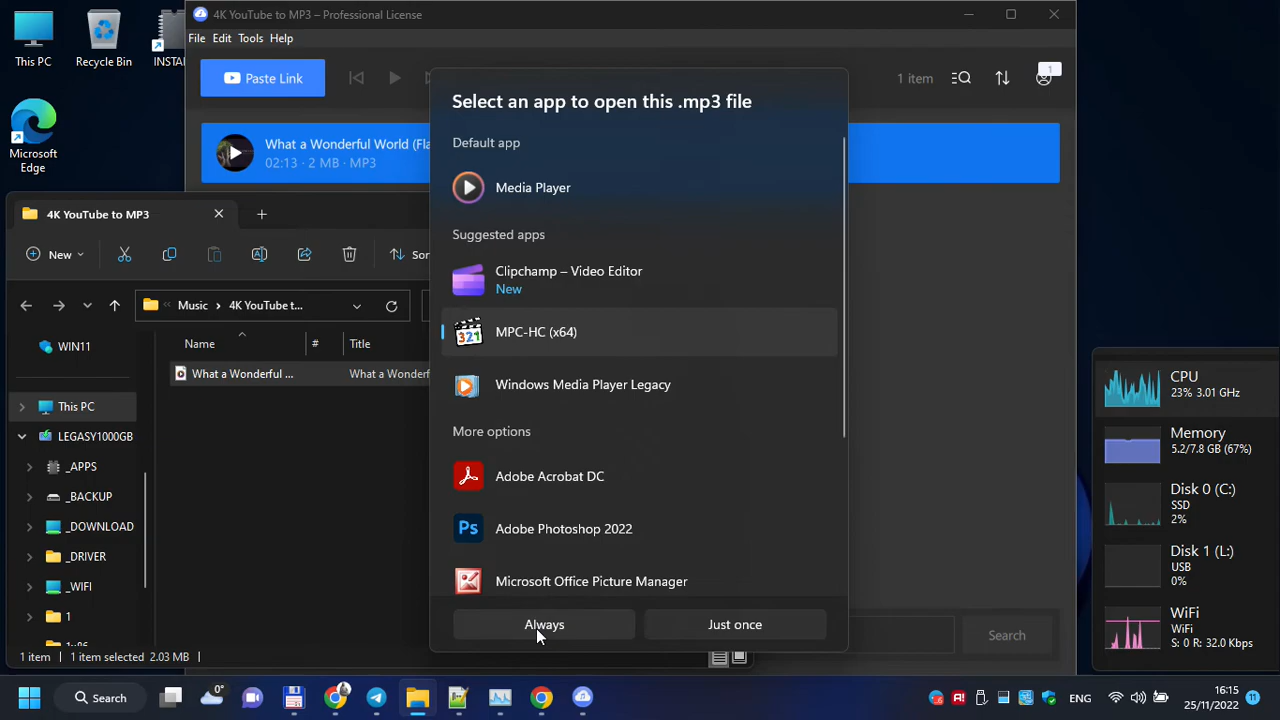 4K YouTube to MP3 – Professional License
File Edit Tools Help
Paste Link
1 item
1
This PC
Recycle Bin
INSTAL
Microsoft
Edge
What a Wonderful World (Fla
02:13 · 2 MB · MP3
4K YouTube to MP3
New
Sor
Music > 4K YouTube t...
Name
#
Title
What a Wonderful ...
What a Wonderf
WIN11
This PC
LEGASY1000GB
_APPS
_BACKUP
_DOWNLOAD
_DRIVER
_WIFI
1
1x86
1 item
1 item selected 2.03 MB
Select an app to open this .mp3 file
Default app
Media Player
Suggested apps
Clipchamp – Video Editor
New
321
MPC-HC (x64)
Windows Media Player Legacy
More options
Adobe Acrobat DC
Ps
Adobe Photoshop 2022
Microsoft Office Picture Manager
Always
Just once
Search
CPU
23% 3.01 GHz
Memory
5.2/7.8 GB (67%)
Disk 0 (C:)
SSD
2%
Disk 1 (L:)
USB
0%
WiFi
WiFi
S: 0 R: 32.0 Kbps
Search
0°
ENG
16:15
25/11/2022
11